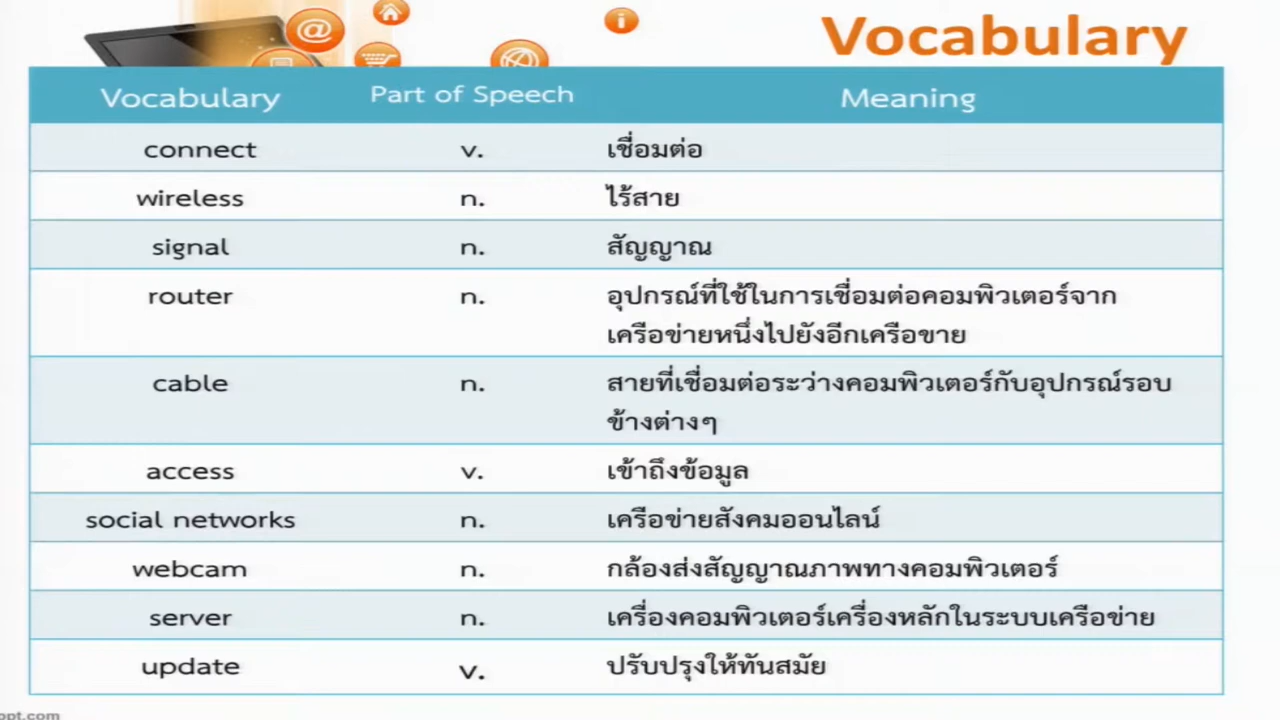 Vocabulary
Vocabulary Part of Speech Meaning
connect v. เชื่อมต่อ
wireless n. ไร้สาย
signal n. สัญญาณ
router n. อุปกรณ์ที่ใช้ในการเชื่อมต่อคอมพิวเตอร์จาก
เครือข่ายหนึ่งไปยังอีกเครือขาย
cable n. สายที่เชื่อมต่อระว่างคอมพิวเตอร์กับอุปกรณ์รอบ
ข้างต่างๆ
access v. เข้าถึงข้อมูล
social networks n. เครือข่ายสังคมออนไลน์
webcam n. กล้องส่งสัญญาณภาพทางคอมพิวเตอร์
server n. เครื่องคอมพิวเตอร์เครื่องหลักในระบบเครือข่าย
update v. ปรับปรุงให้ทันสมัย